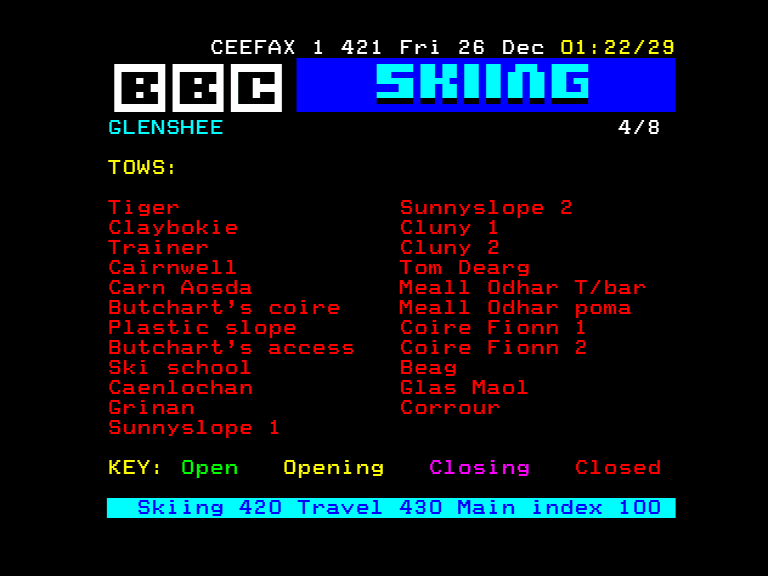 CEEFAX 1 421 Fri 26 Dec 01:22/29
BBC SKIING
GLENSHEE 4/8
TOWS:
Tiger Sunnyslope 2
Claybokie Cluny 1
Trainer Cluny 2
Cairnwell Tom Dearg
Carn Aosda Meall Odhar T/bar
Butchart's coire Meall Odhar poma
Plastic slope Coire Fionn 1
Butchart's access Coire Fionn 2
Ski school Beag
Caenlochan Glas Maol
Grinan Corrour
Sunnyslope 1
KEY: Open Opening Closing Closed
Skiing 420 Travel 430 Main index 100